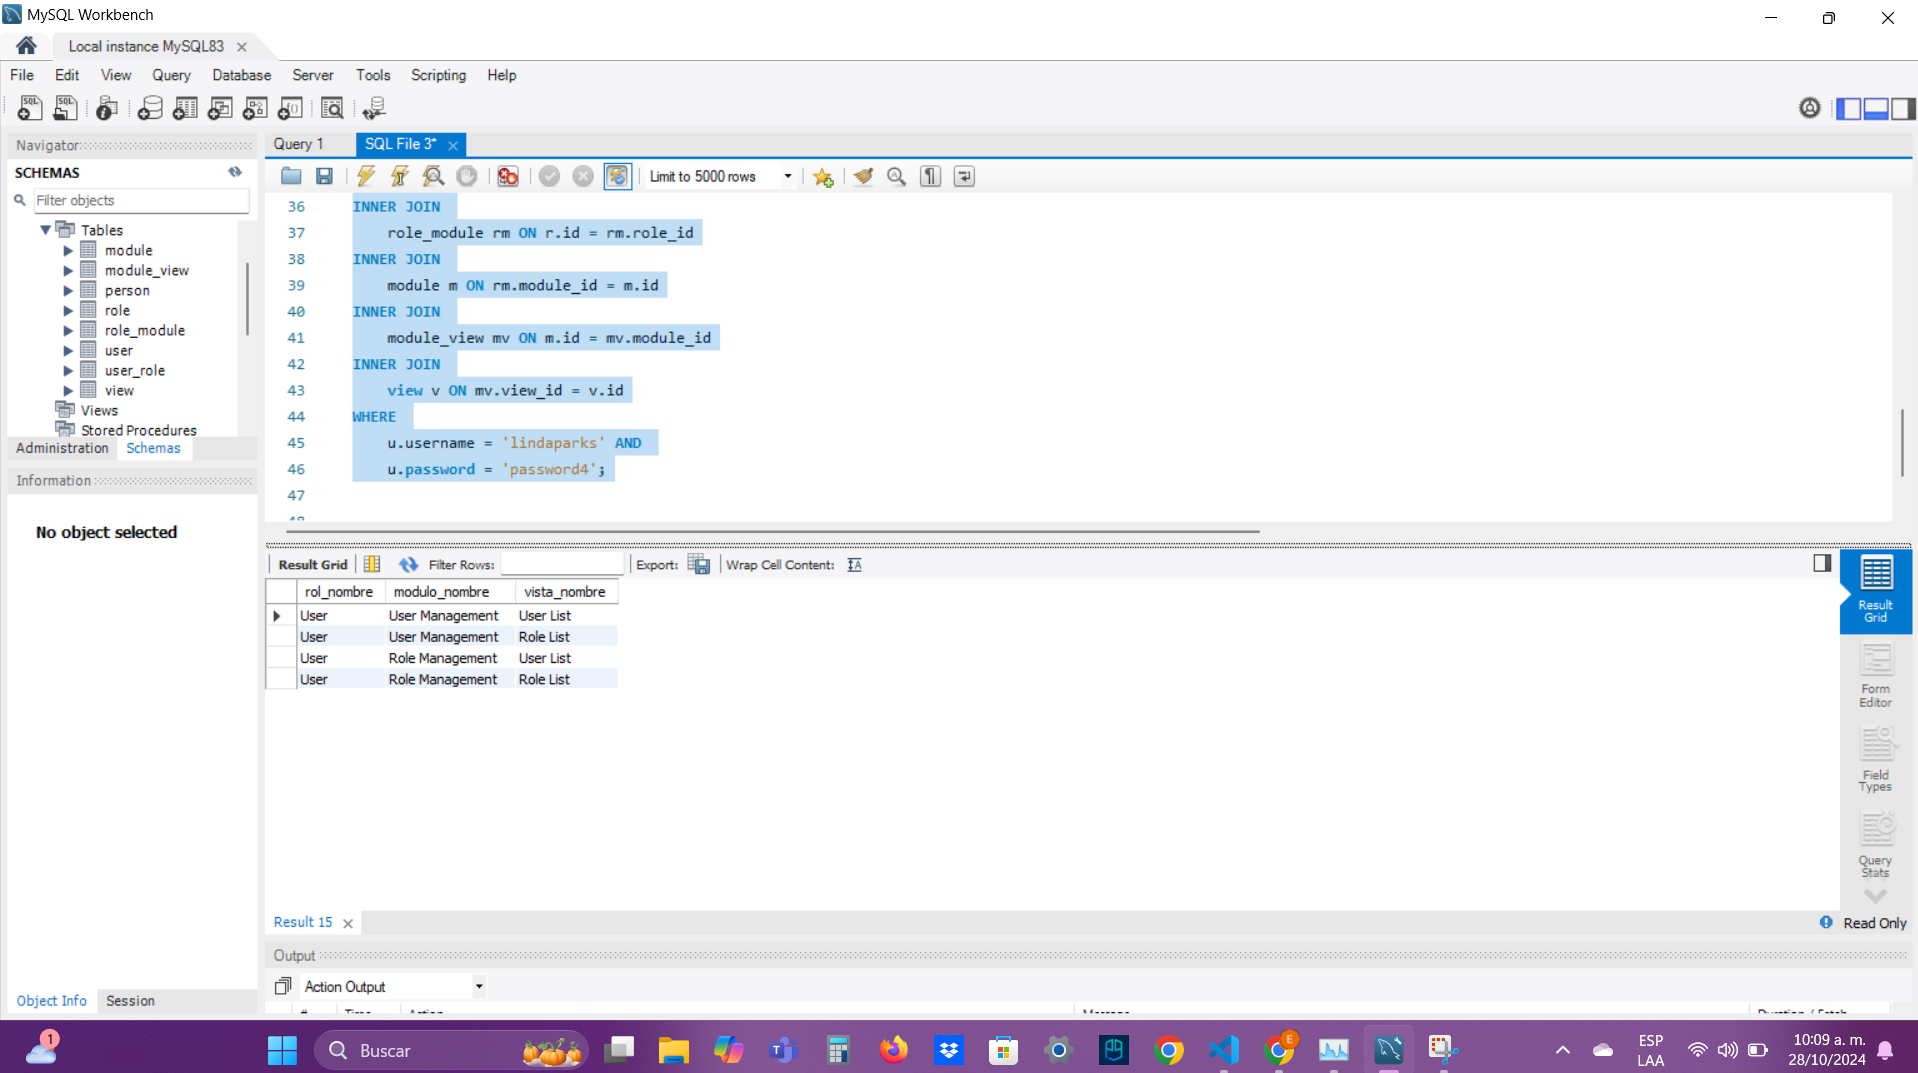 MySQL Workbench
Local instance MySQL83
File Edit View Query Database Server Tools Scripting Help
Navigator
SCHEMAS
Filter objects
Tables
module
module_view
person
role
role_module
user
user_role
view
Views
Stored Procedures
Administration Schemas
Information
No object selected
Object Info Session
Query 1 SQL File 3*
Limit to 5000 rows
36 INNER JOIN
37 role_module rm ON r.id = rm.role_id
38 INNER JOIN
39 module m ON rm.module_id = m.id
40 INNER JOIN
41 module_view mv ON m.id = mv.module_id
42 INNER JOIN
43 view v ON mv.view_id = v.id
44 WHERE
45 u.username = 'lindaparks' AND
46 u.password = 'password4';
47
48
Result Grid Filter Rows: Export: Wrap Cell Content:
rol_nombre modulo_nombre vista_nombre
User User Management User List
User User Management Role List
User Role Management User List
User Role Management Role List
Result Grid
Form Editor
Field Types
Query Stats
Result 15
Read Only
Output
Action Output
# Time Action Message Duration / Fetch
1
Buscar
E
ESP
LAA
10:09 a. m.
28/10/2024